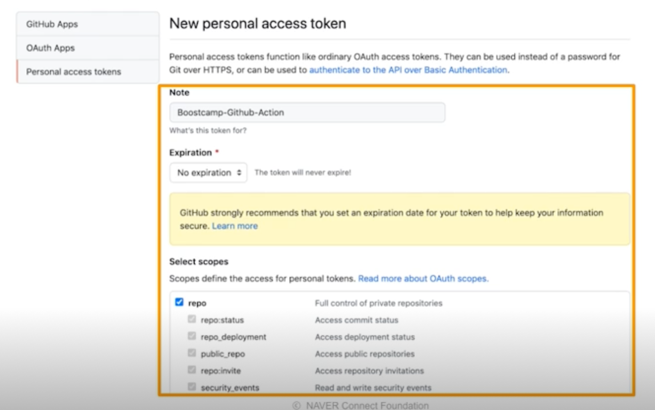 GitHub Apps
OAuth Apps
Personal access tokens
New personal access token
Personal access tokens function like ordinary OAuth access tokens. They can be used instead of a password for
Git over HTTPS, or can be used to authenticate to the API over Basic Authentication.
Note
Boostcamp-Github-Action
What's this token for?
Expiration *
No expiration
The token will never expire!
GitHub strongly recommends that you set an expiration date for your token to help keep your information
secure. Learn more
Select scopes
Scopes define the access for personal tokens. Read more about OAuth scopes.
repo Full control of private repositories
repo:status Access commit status
repo_deployment Access deployment status
public_repo Access public repositories
repo:invite Access repository invitations
security_events Read and write security events
© NAVER Connect Foundation